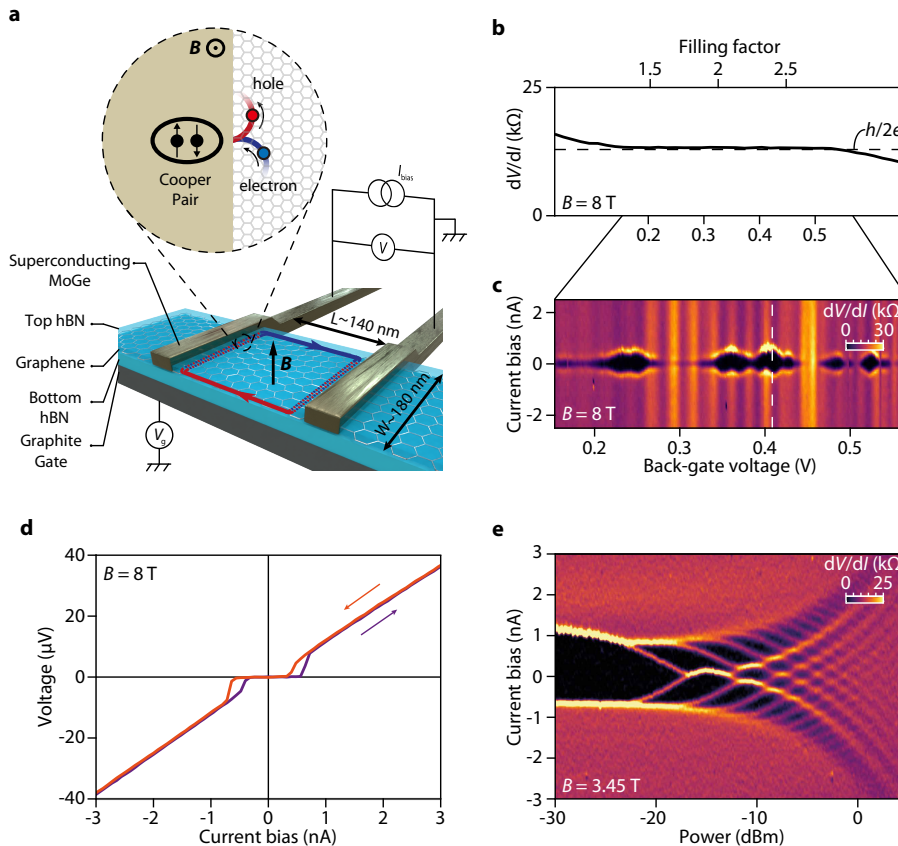 a
B
hole
Cooper
Pair
electron
I bias
V
Superconducting
MoGe
Top hBN
Graphene
Bottom
hBN
Graphite
Gate
L~140 nm
B
W~180 nm
Vg
b
Filling factor
1.5 2 2.5
25
0
dV/dI (kΩ)
h/2e
B = 8 T
0.2 0.3 0.4 0.5
c
dV/dI (kΩ)
0 30
2
0
-2
Current bias (nA)
B = 8 T
0.2 0.3 0.4 0.5
Back-gate voltage (V)
d
B = 8 T
40
20
0
-20
-40
Voltage (µV)
-3 -2 -1 0 1 2 3
Current bias (nA)
e
dV/dI (kΩ)
0 25
3
2
1
0
-1
-2
-3
Current bias (nA)
B = 3.45 T
-30 -20 -10 0
Power (dBm)